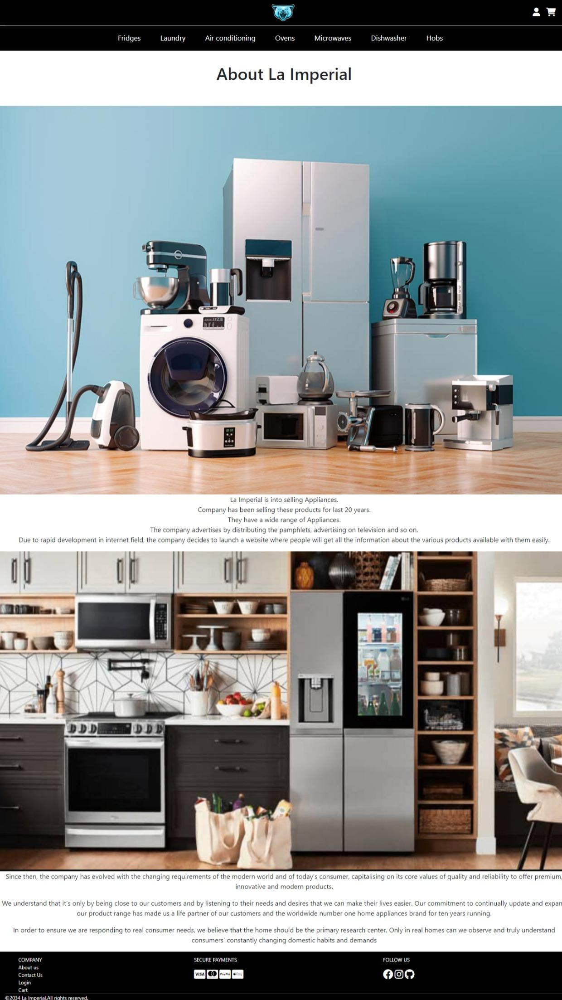 Fridges Laundry Air conditioning Ovens Microwaves Dishwasher Hobs
About La Imperial
La Imperial is into selling Appliances.
Company has been selling these products for last 20 years.
They have a wide range of Appliances.
The company advertises by distributing the pamphlets, advertising on television and so on.
Due to rapid development in internet field, the company decides to launch a website where people will get all the information about the various products available with them easily.
Since then, the company has evolved with the changing requirements of the modern world and of today's consumer, capitalising on its core values of quality and reliability to offer premium,
innovative and modern products.
We understand that it's only by being close to our customers and by listening to their needs and desires that we can make their lives easier. Our commitment to continually update and expan
our product range has made us a life partner of our customers and the worldwide number one home appliances brand for ten years running.
In order to ensure we are responding to real consumer needs, we believe that the home should be the primary research center. Only in real homes can we observe and truly understand
consumers' constantly changing domestic habits and demands
COMPANY
About us
Contact Us
Login
Cart
SECURE PAYMENTS
VISA PayPal Pay
FOLLOW US
©2034 La Imperial.All rights reserved.